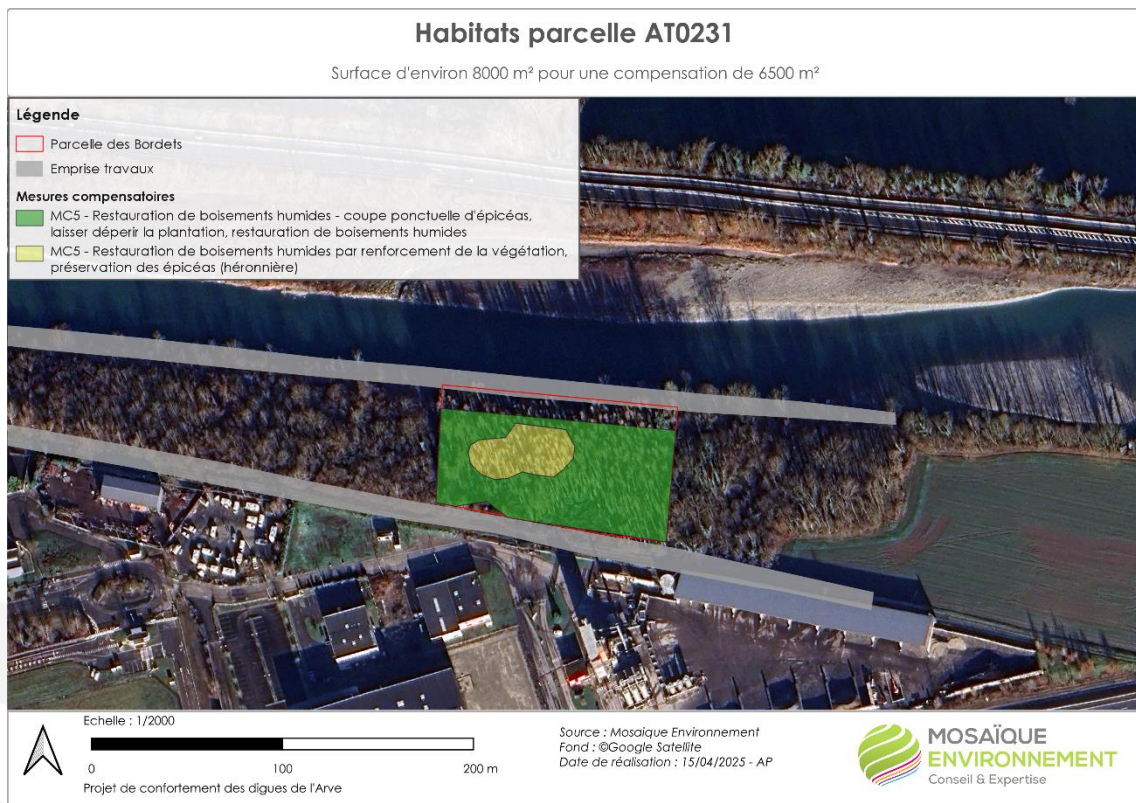 Habitats parcelle AT0231
Surface d'environ 8000 m² pour une compensation de 6500 m²
Légende
Parcelle des Bordets
Emprise travaux
Mesures compensatoires
MC5 - Restauration de boisements humides - coupe ponctuelle d'épicéas,
laisser déperir la plantation, restauration de boisements humides
MC5 - Restauration de boisements humides par renforcement de la végétation,
préservation des épicéas (héronnière)
Echelle : 1/2000
0 100 200 m
Projet de confortement des digues de l'Arve
Source : Mosaique Environnement
Fond : ©Google Satellite
Date de réalisation : 15/04/2025 - AP
MOSAÏQUE
ENVIRONNEMENT
Conseil & Expertise